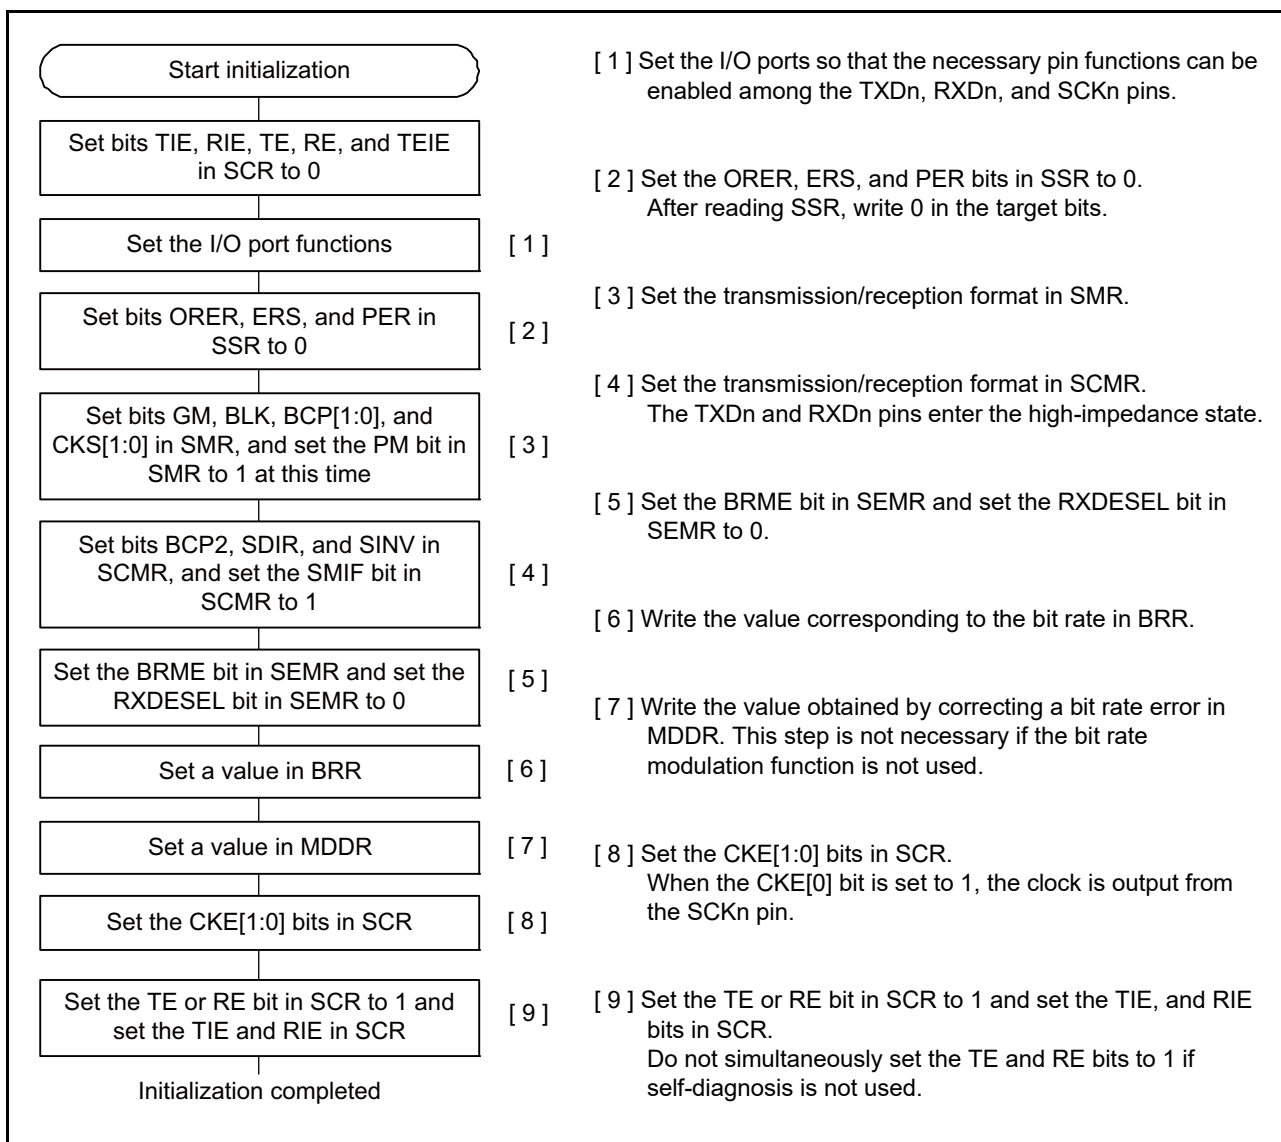 Start initialization
Set bits TIE, RIE, TE, RE, and TEIE
in SCR to 0
Set the I/O port functions
[ 1 ]
Set bits ORER, ERS, and PER in
SSR to 0
[ 2 ]
Set bits GM, BLK, BCP[1:0], and
CKS[1:0] in SMR, and set the PM bit in
SMR to 1 at this time
[ 3 ]
Set bits BCP2, SDIR, and SINV in
SCMR, and set the SMIF bit in
SCMR to 1
[ 4 ]
Set the BRME bit in SEMR and set the
RXDESEL bit in SEMR to 0
[ 5 ]
Set a value in BRR
[ 6 ]
Set a value in MDDR
[ 7 ]
Set the CKE[1:0] bits in SCR
[ 8 ]
Set the TE or RE bit in SCR to 1 and
set the TIE and RIE in SCR
[ 9 ]
Initialization completed
[ 1 ] Set the I/O ports so that the necessary pin functions can be
enabled among the TXDn, RXDn, and SCKn pins.
[ 2 ] Set the ORER, ERS, and PER bits in SSR to 0.
After reading SSR, write 0 in the target bits.
[ 3 ] Set the transmission/reception format in SMR.
[ 4 ] Set the transmission/reception format in SCMR.
The TXDn and RXDn pins enter the high-impedance state.
[ 5 ] Set the BRME bit in SEMR and set the RXDESEL bit in
SEMR to 0.
[ 6 ] Write the value corresponding to the bit rate in BRR.
[ 7 ] Write the value obtained by correcting a bit rate error in
MDDR. This step is not necessary if the bit rate
modulation function is not used.
[ 8 ] Set the CKE[1:0] bits in SCR.
When the CKE[0] bit is set to 1, the clock is output from
the SCKn pin.
[ 9 ] Set the TE or RE bit in SCR to 1 and set the TIE, and RIE
bits in SCR.
Do not simultaneously set the TE and RE bits to 1 if
self-diagnosis is not used.